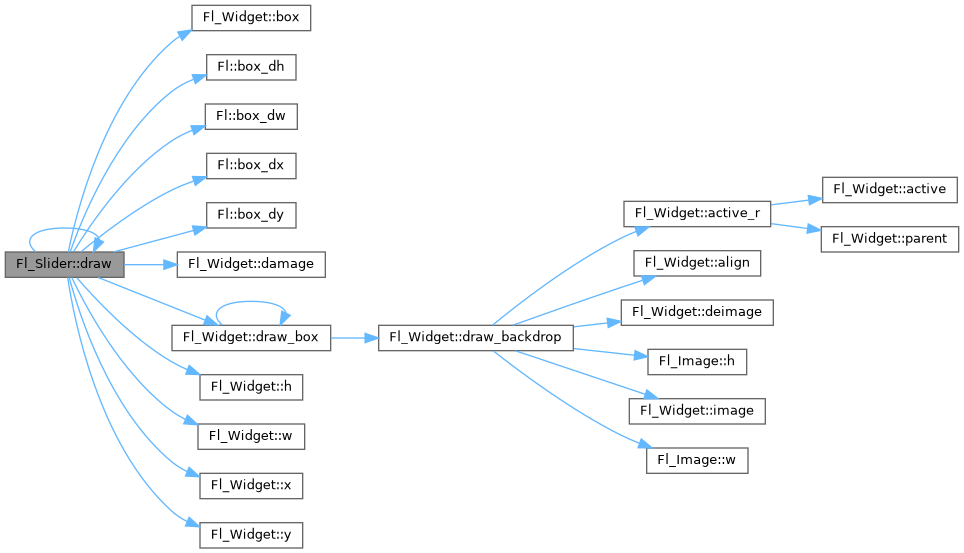 Fl_Widget::box
Fl::box_dh
Fl::box_dw
Fl::box_dx
Fl::box_dy
Fl_Slider::draw
Fl_Widget::damage
Fl_Widget::draw_box
Fl_Widget::h
Fl_Widget::w
Fl_Widget::x
Fl_Widget::y
Fl_Widget::draw_backdrop
Fl_Widget::active_r
Fl_Widget::align
Fl_Widget::deimage
Fl_Image::h
Fl_Widget::image
Fl_Image::w
Fl_Widget::active
Fl_Widget::parent